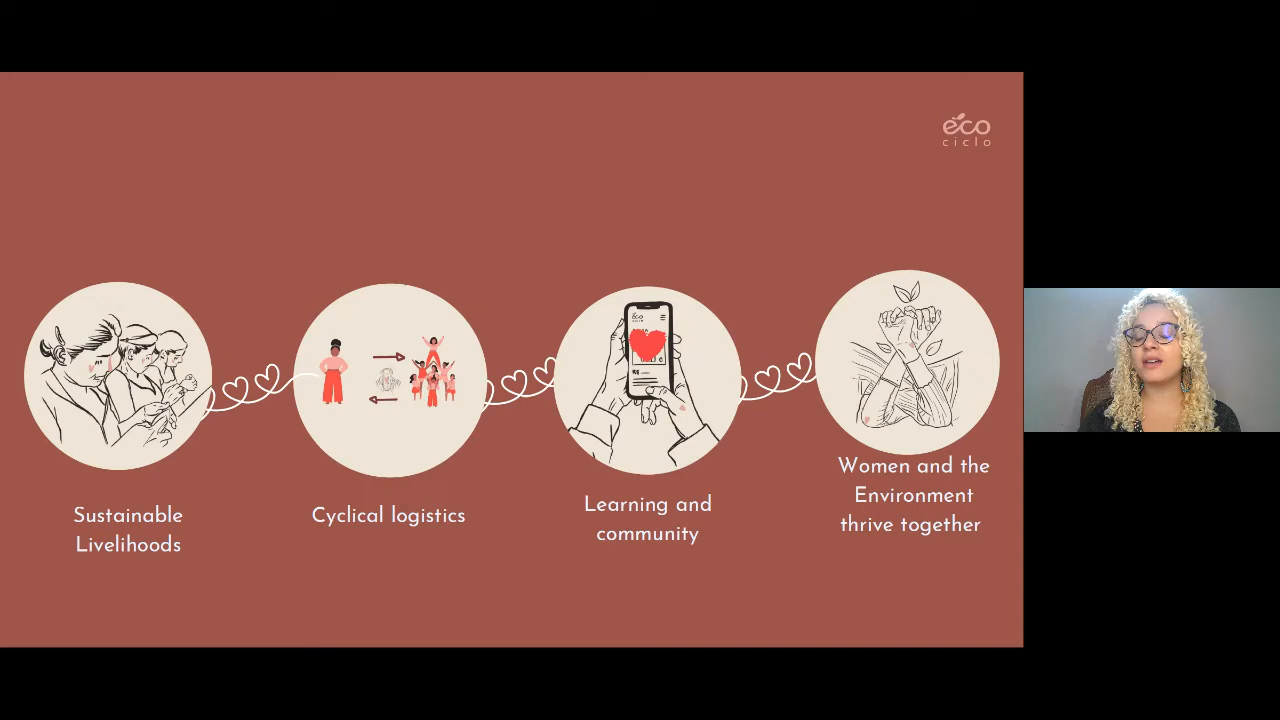 eco
ciclo
Sustainable
Livelihoods
Cyclical logistics
Learning and
community
Women and the
Environment
thrive together